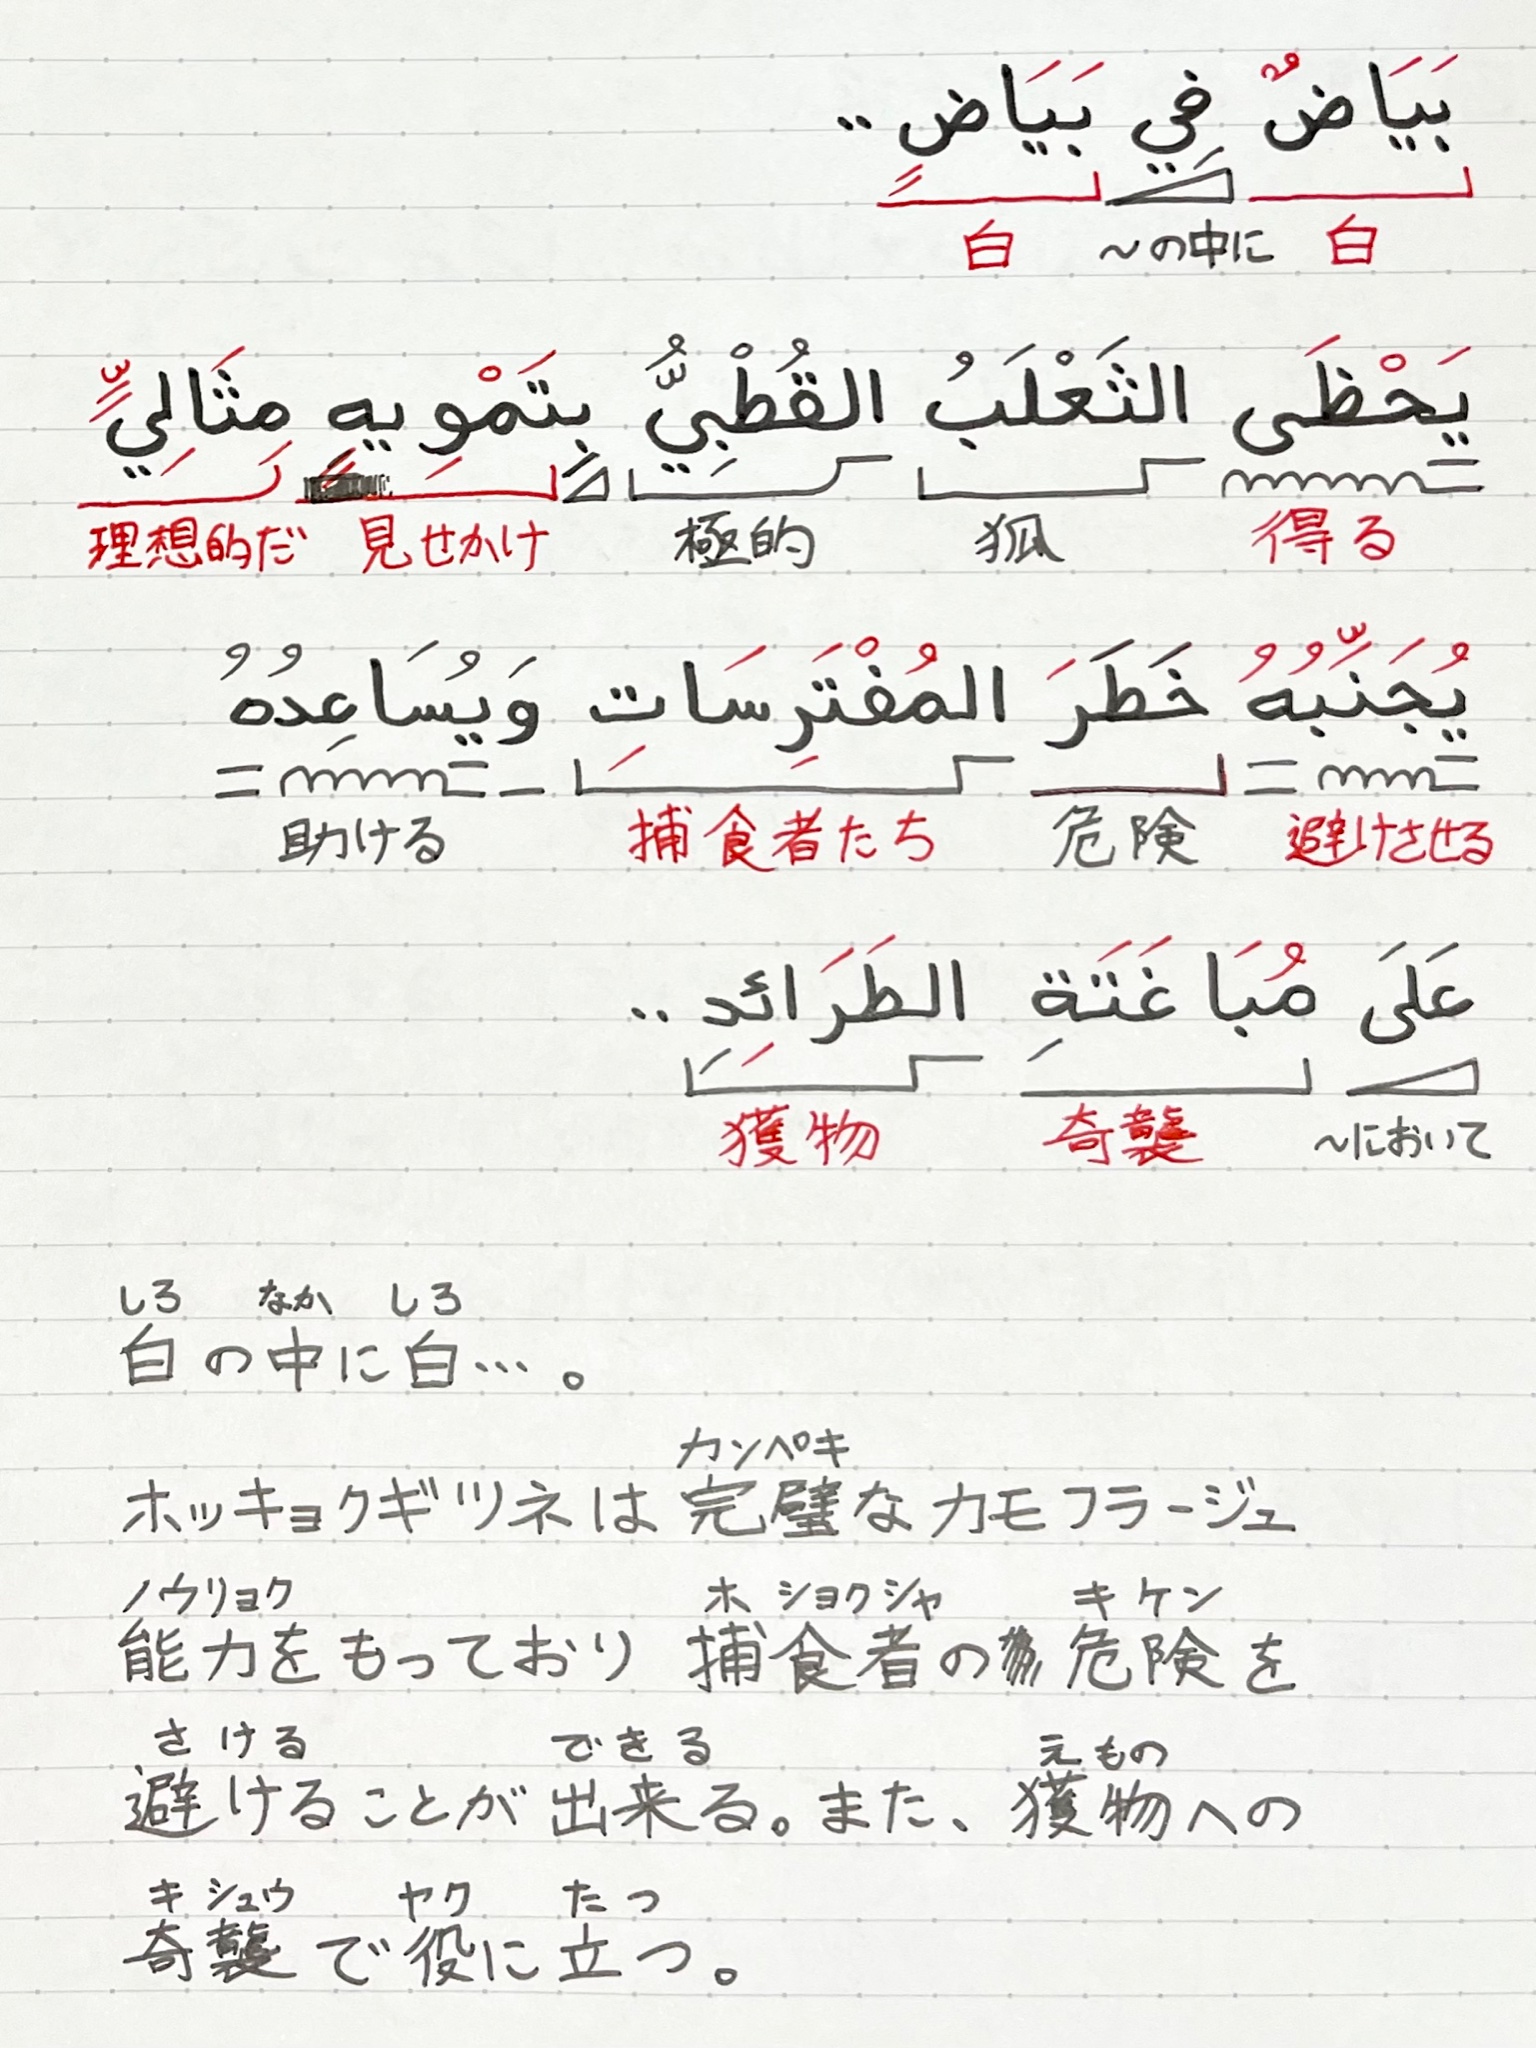 بَيَاضٌ فِي بَيَاضٍ..
白 ～の中に 白
يَحْظَى الثَعْلَبُ القُطْبِيُّ بِتَمْوِيهٍ مِثَالِيٍّ
理想的だ 見せかけ 極的 狐 得る
يُجَنِّبُهُ خَطَرَ المُفْتَرِسَاتِ وَيُسَاعِدُهُ
助ける 捕食者たち 危険 避けさせる
عَلَى مُبَاغَتَةِ الطَرَائِدِ..
獲物 奇襲 ～において
しろ なか しろ
白の中に白…。
カンペキ
ホッキョクギツネは完璧なカモフラージュ
ノウリョク ホ ショクシャ キケン
能力をもっており 捕食者の危険を
さける できる えもの
避けることが出来る。また、獲物への
キシュウ ヤク たつ
奇襲で役に立つ。